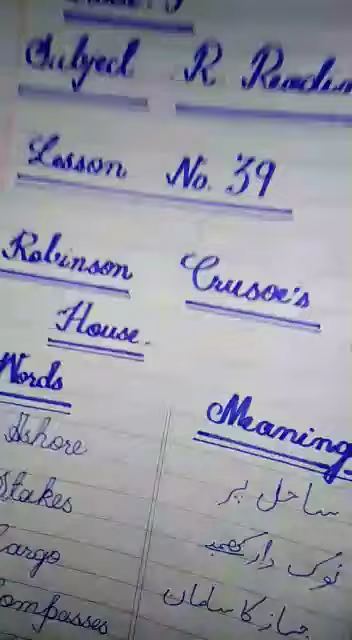 Subject R Readin
Lesson No. 39
Robinson Crusoe's
House.
Words Meaning
Ashore ساحل پر
Stakes نوک دار کھمبے
Cargo جہاز کا سامان
Compasses